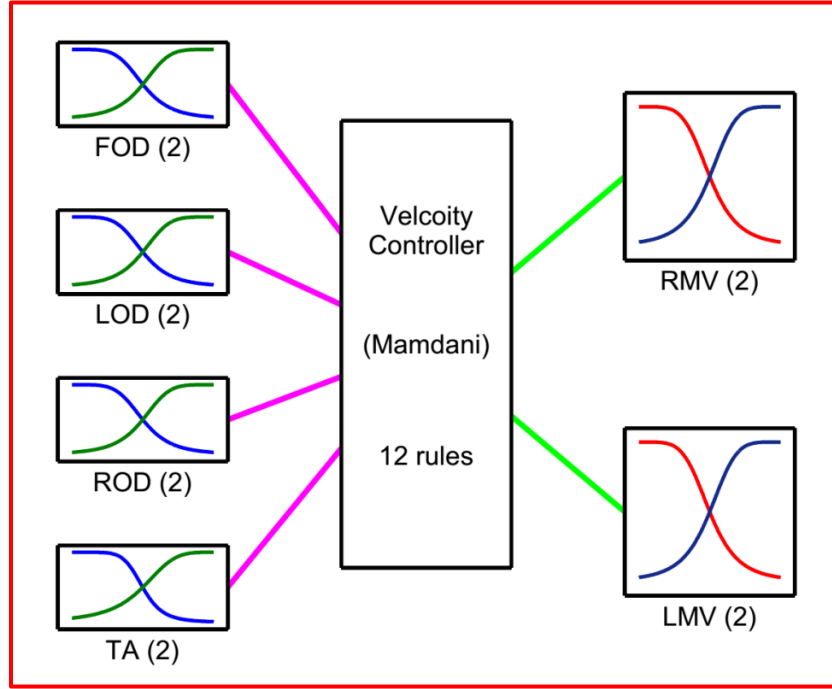 FOD (2)
LOD (2)
ROD (2)
TA (2)
Velcoity
Controller
(Mamdani)
12 rules
RMV (2)
LMV (2)